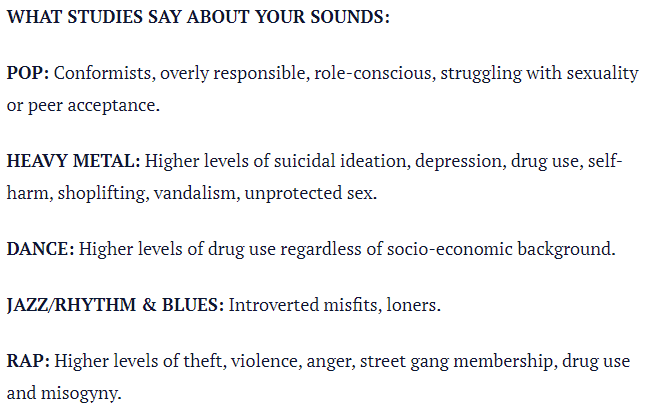 WHAT STUDIES SAY ABOUT YOUR SOUNDS:
POP: Conformists, overly responsible, role-conscious, struggling with sexuality
or peer acceptance.
HEAVY METAL: Higher levels of suicidal ideation, depression, drug use, self-
harm, shoplifting, vandalism, unprotected sex.
DANCE: Higher levels of drug use regardless of socio-economic background.
JAZZ/RHYTHM & BLUES: Introverted misfits, loners.
RAP: Higher levels of theft, violence, anger, street gang membership, drug use
and misogyny.